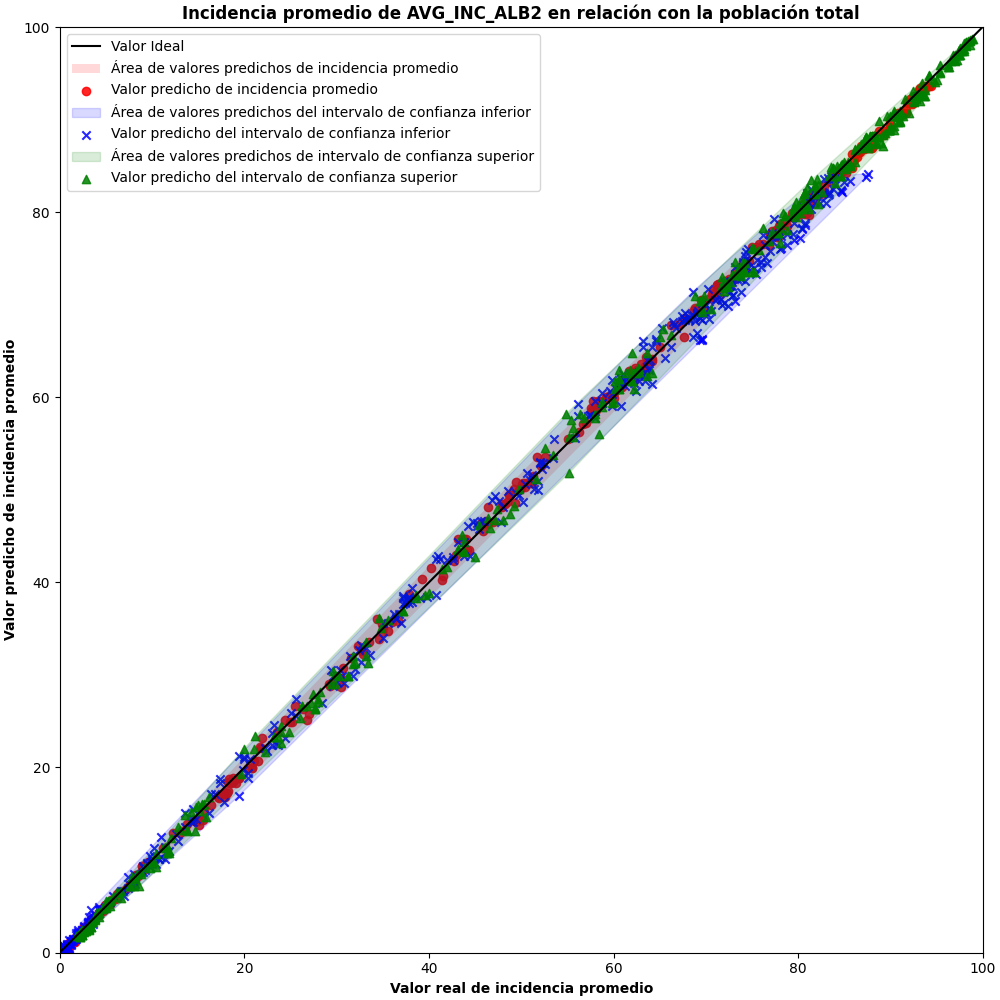 Incidencia promedio de AVG_INC_ALB2 en relación con la población total
Valor Ideal
Área de valores predichos de incidencia promedio
Valor predicho de incidencia promedio
Área de valores predichos del intervalo de confianza inferior
Valor predicho del intervalo de confianza inferior
Área de valores predichos de intervalo de confianza superior
Valor predicho del intervalo de confianza superior
Valor predicho de incidencia promedio
100
80
60
40
20
0
0 20 40 60 80 100
Valor real de incidencia promedio